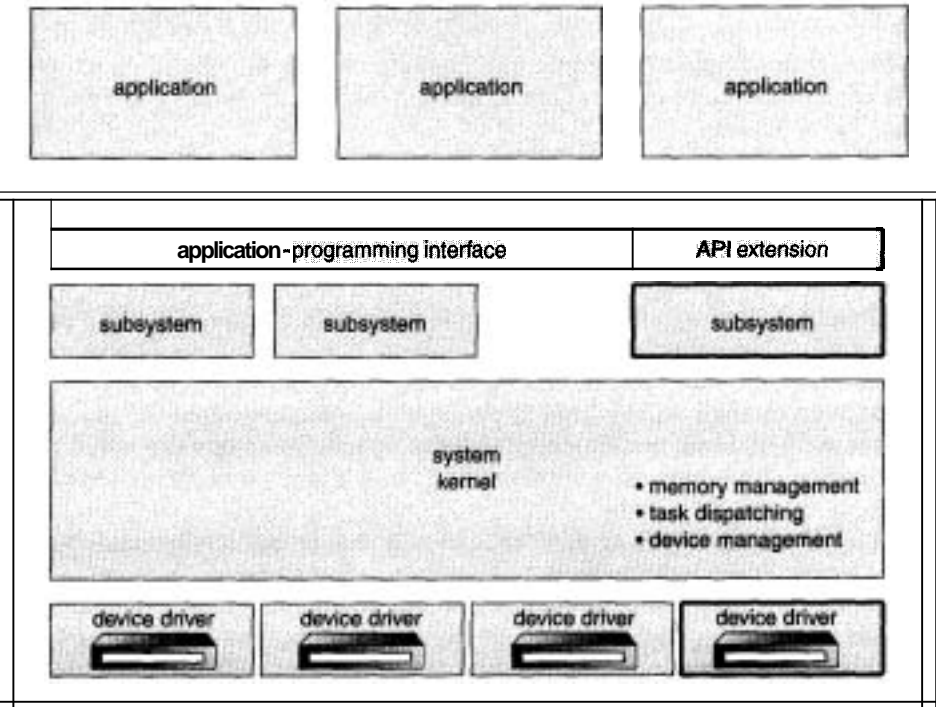 application
application
application
application-programming interface
API extension
subsystem
subsystem
subsystem
system
kernel
• memory management
• task dispatching
• device management
device driver
device driver
device driver
device driver